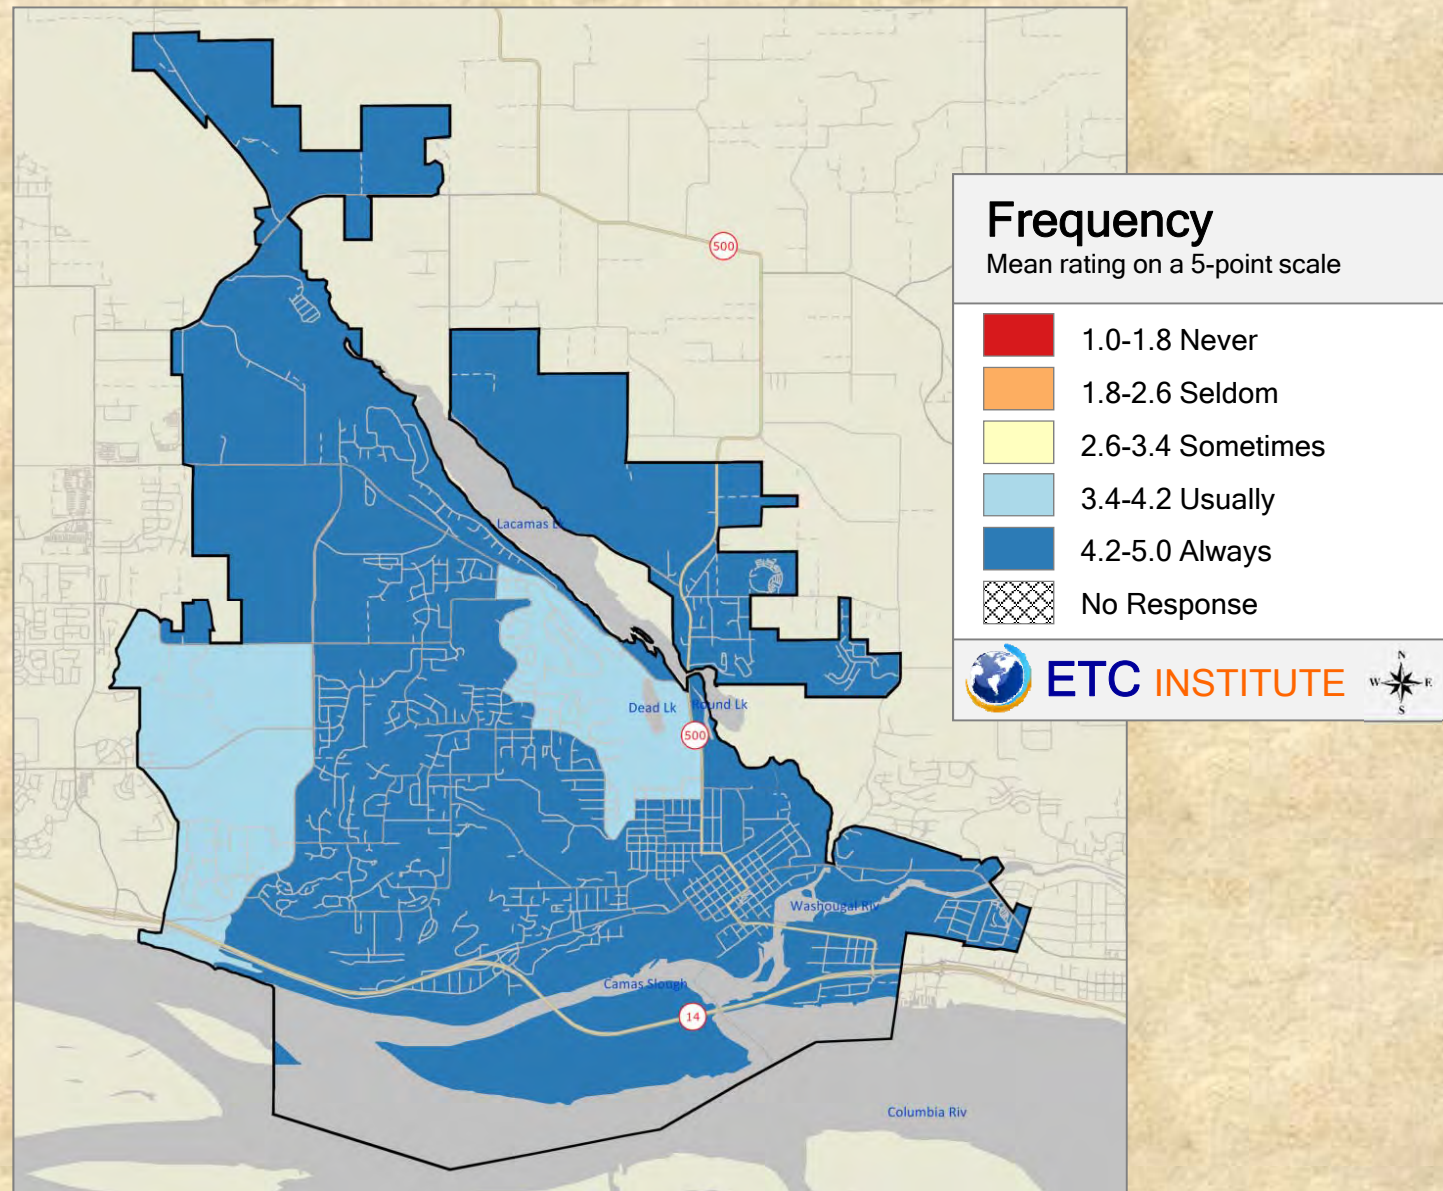 500
Frequency
Mean rating on a 5-point scale
1.0-1.8 Never
1.8-2.6 Seldom
2.6-3.4 Sometimes
3.4-4.2 Usually
4.2-5.0 Always
No Response
ETC INSTITUTE
N
W E
S
Lacamas Lk
Dead Lk
Round Lk
500
Washougal Riv
Camas Slough
14
Columbia Riv